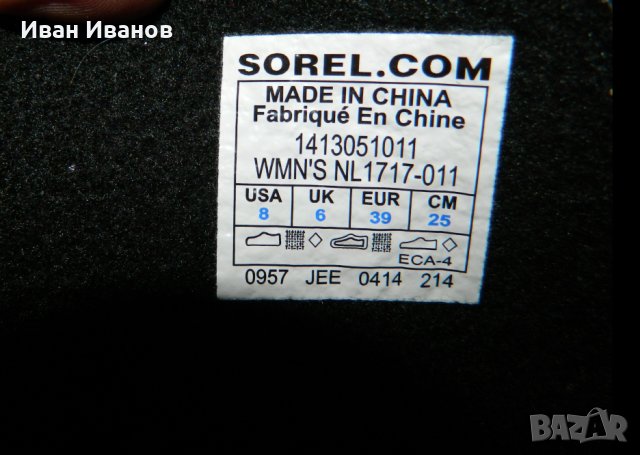 Иван Иванов
SOREL.COM
MADE IN CHINA
Fabriqué En Chine
1413051011
WMN'S NL1717-011
USA UK EUR CM
8 6 39 25
ECA-4
0957 JEE 0414 214
BAZAR